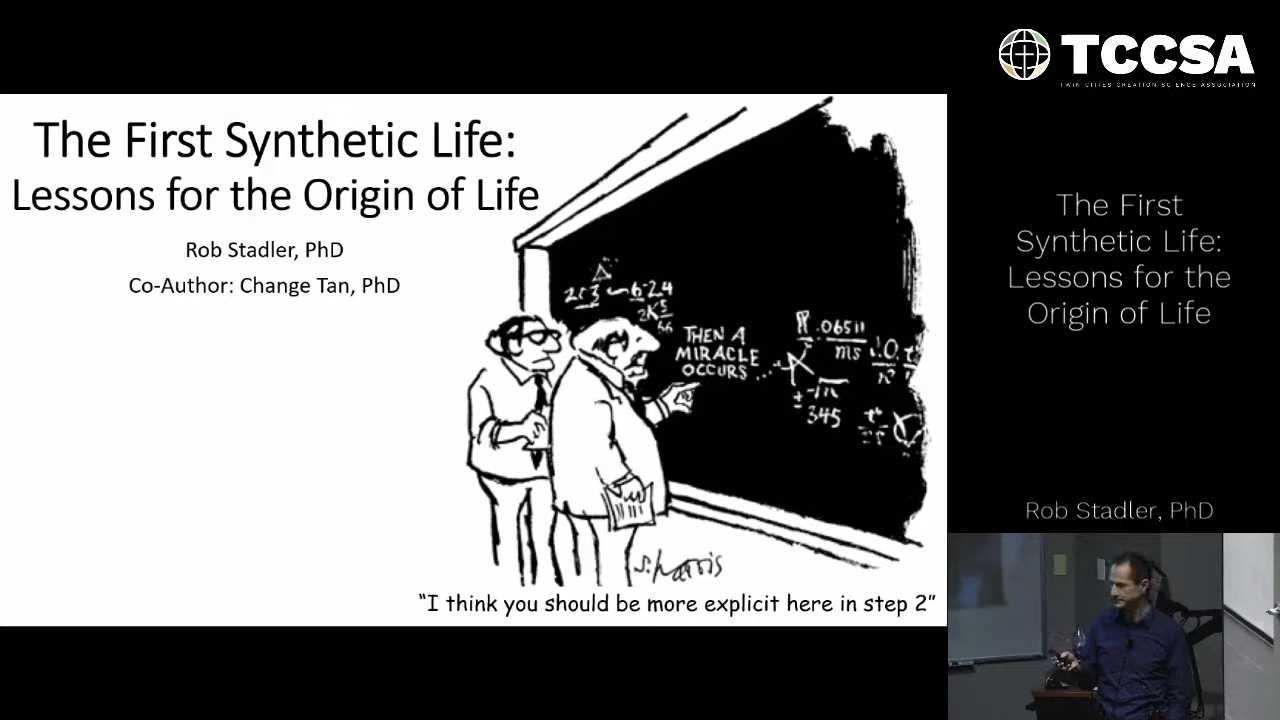 TCCSA
TWIN CITIES CREATION SCIENCE ASSOCIATION
The First Synthetic Life:
Lessons for the Origin of Life
Rob Stadler, PhD
Co-Author: Change Tan, PhD
THEN A
MIRACLE
OCCURS...
.06511
ms
345
S. Harris
“I think you should be more explicit here in step 2”
The First
Synthetic Life:
Lessons for the
Origin of Life
Rob Stadler, PhD